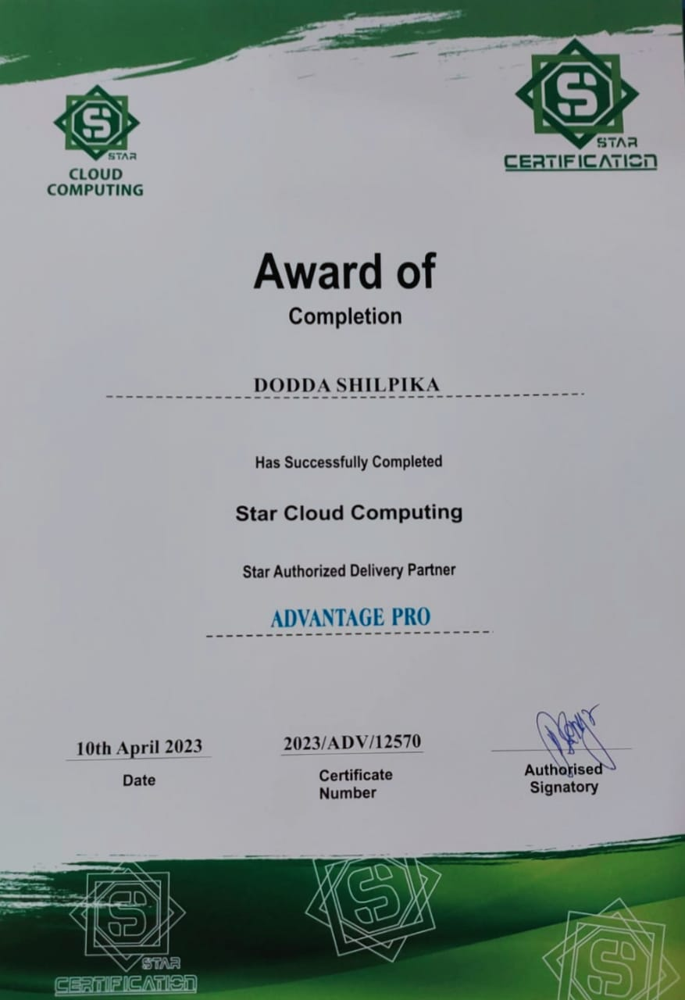 STAR
CLOUD
COMPUTING
STAR
CERTIFICATION
Award of
Completion
DODDA SHILPIKA
Has Successfully Completed
Star Cloud Computing
Star Authorized Delivery Partner
ADVANTAGE PRO
10th April 2023
Date
2023/ADV/12570
Certificate
Number
Authorised
Signatory
STAR
CERTIFICATION